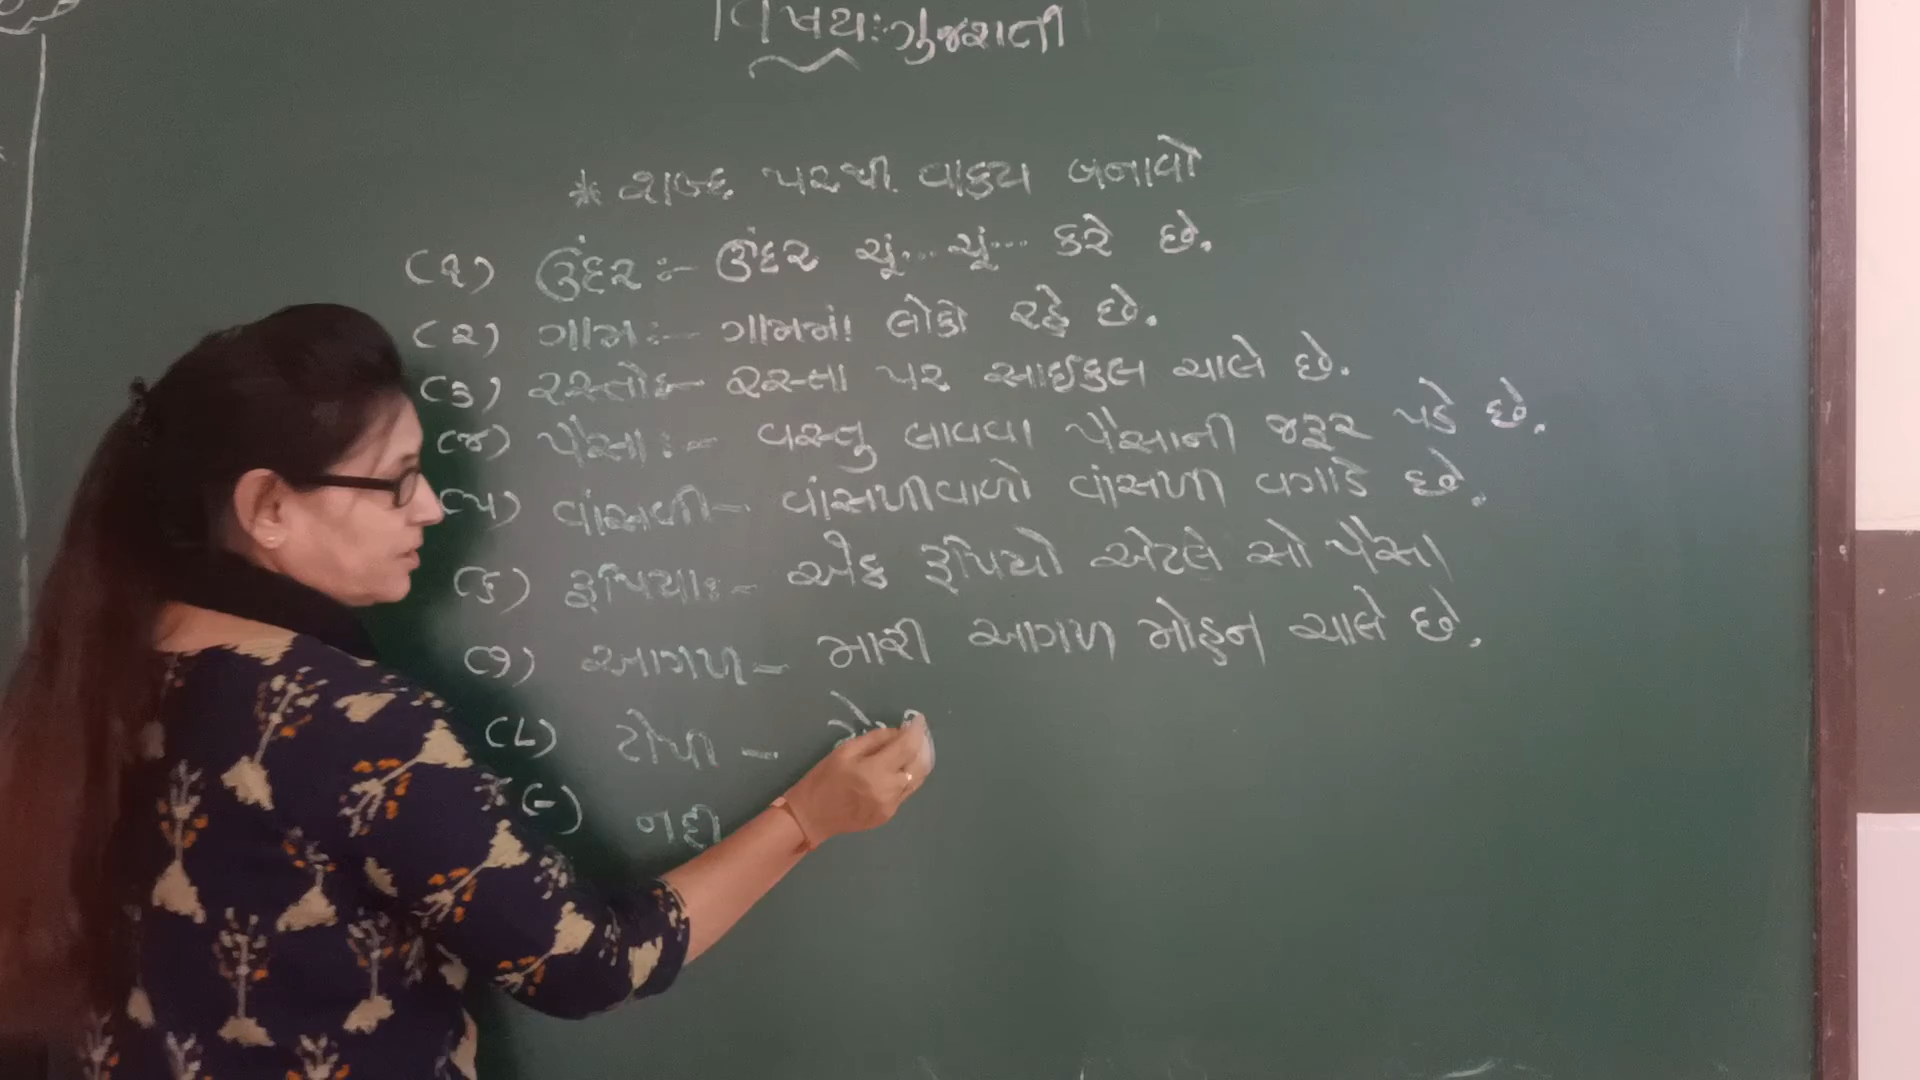 વિષય: ગુજરાતી
* શબ્દ પરથી વાક્ય બનાવો
(૧) ઉંદર :- ઉંદર ચૂં... ચૂં... કરે છે.
(૨) ગામ :- ગામમાં લોકો રહે છે.
(૩) રસ્તો :- રસ્તા પર સાઈકલ ચાલે છે.
(૪) પૈસા :- વસ્તુ લાવવા પૈસાની જરૂર પડે છે.
(૫) વાંસળી - વાંસળીવાળો વાંસળી વગાડે છે.
(૬) રૂપિયા :- એક રૂપિયો એટલે સો પૈસા
(૭) આગળ - મારી આગળ મોહન ચાલે છે.
(૮) ટોપી -
(૯) નદી